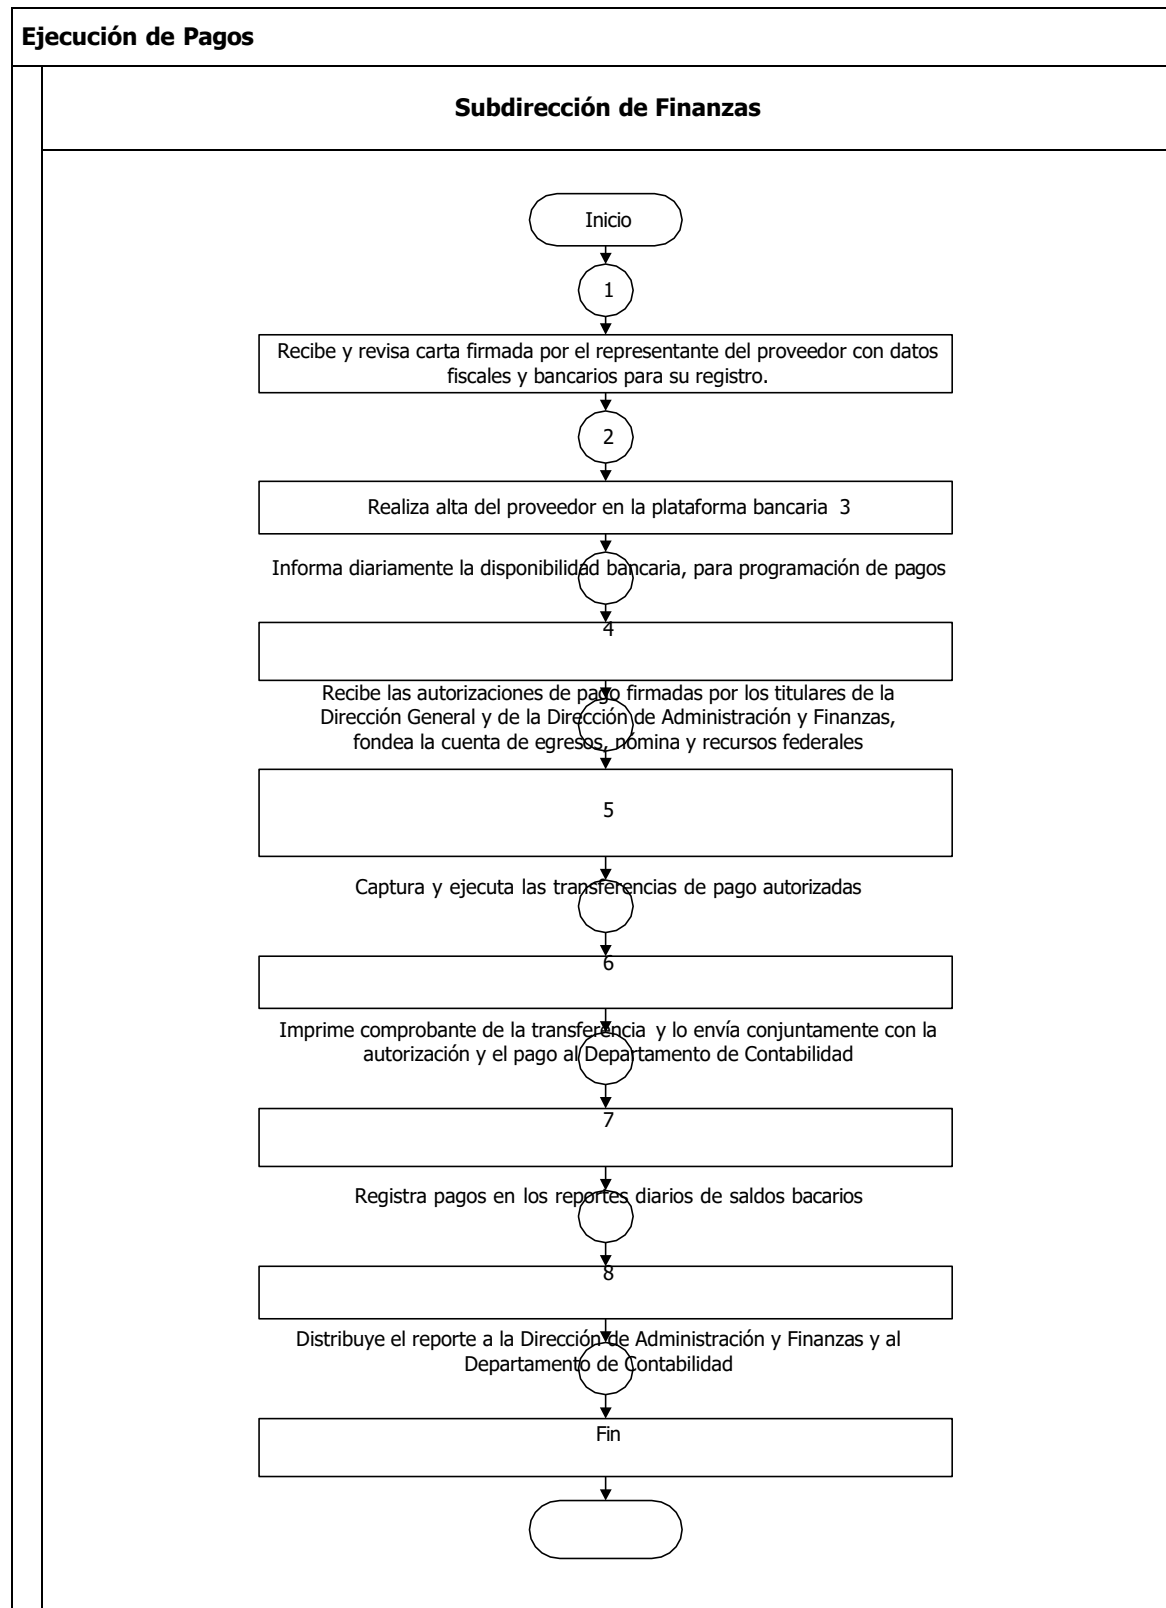 Ejecución de Pagos
Subdirección de Finanzas
Inicio
1
Recibe y revisa carta firmada por el representante del proveedor con datos
fiscales y bancarios para su registro.
2
Realiza alta del proveedor en la plataforma bancaria 3
Informa diariamente la disponibilidad bancaria, para programación de pagos
4
Recibe las autorizaciones de pago firmadas por los titulares de la
Dirección General y de la Dirección de Administración y Finanzas,
fondea la cuenta de egresos, nómina y recursos federales
5
Captura y ejecuta las transferencias de pago autorizadas
6
Imprime comprobante de la transferencia y lo envía conjuntamente con la
autorización y el pago al Departamento de Contabilidad
7
Registra pagos en los reportes diarios de saldos bacarios
8
Distribuye el reporte a la Dirección de Administración y Finanzas y al
Departamento de Contabilidad
Fin